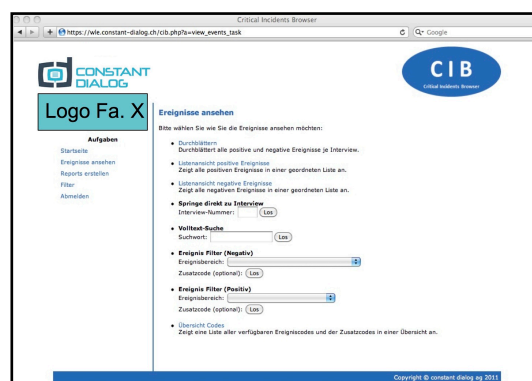 Critical Incidents Browser
https://wle.constant-dialog.ch/cib.php?a=view_events_task
Google
CONSTANT
DIALOG
CIB
Critical Incidents Browser
Logo Fa. X
Aufgaben
Startseite
Ereignisse ansehen
Reports erstellen
Filter
Abmelden
Ereignisse ansehen
Bitte wählen Sie wie Sie die Ereignisse ansehen möchten:
Durchblättern
Durchblättert alle positive und negative Ereignisse je Interview.
Listenansicht positive Ereignisse
Zeigt alle positiven Ereignisse in einer geordneten Liste an.
Listenansicht negative Ereignisse
Zeigt alle negativen Ereignisse in einer geordneten Liste an.
Springe direkt zu Interview
Interview-Nummer: Los
Volltext-Suche
Suchwort: Los
Ereignis Filter (Negativ)
Ereignisbereich:
Zusatzcode (optional): Los
Ereignis Filter (Positiv)
Ereignisbereich:
Zusatzcode (optional): Los
Übersicht Codes
Zeigt eine Liste aller verfügbaren Ereigniscodes und der Zusatzcodes in einer Übersicht an.
Copyright © constant dialog ag 2011